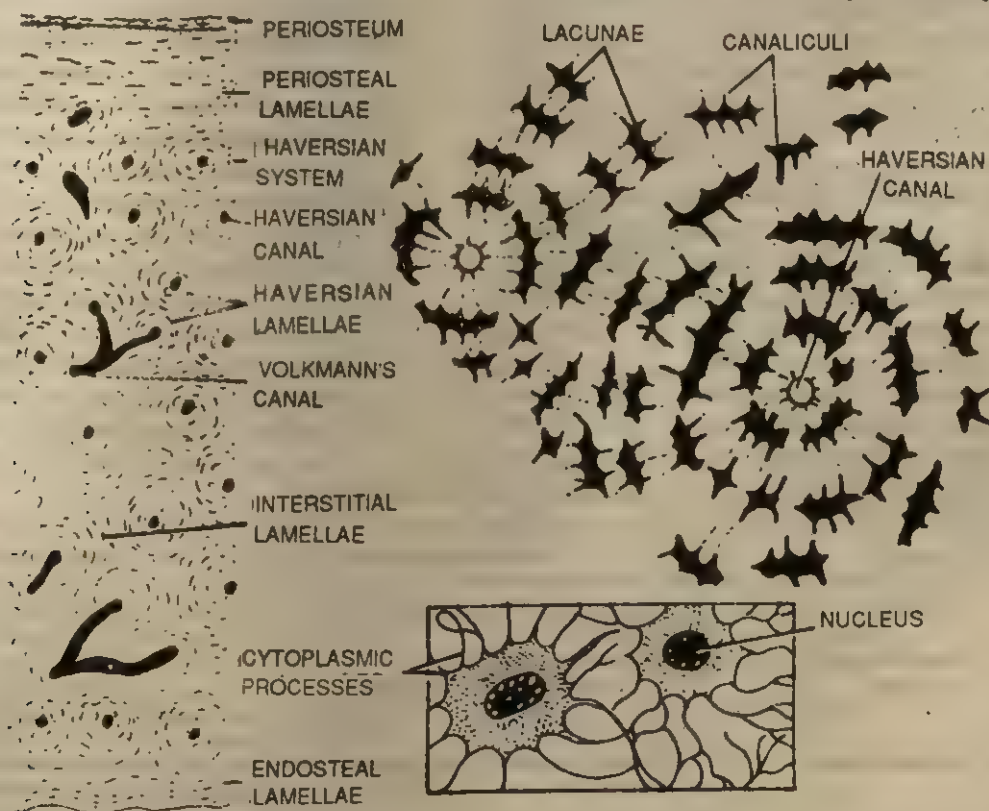 PERIOSTEUM
PERIOSTEAL
LAMELLAE
HAVERSIAN
SYSTEM
HAVERSIAN
CANAL
HAVERSIAN
LAMELLAE
VOLKMANN'S
CANAL
INTERSTITIAL
LAMELLAE
CYTOPLASMIC
PROCESSES
ENDOSTEAL
LAMELLAE
LACUNAE
CANALICULI
HAVERSIAN
CANAL
NUCLEUS